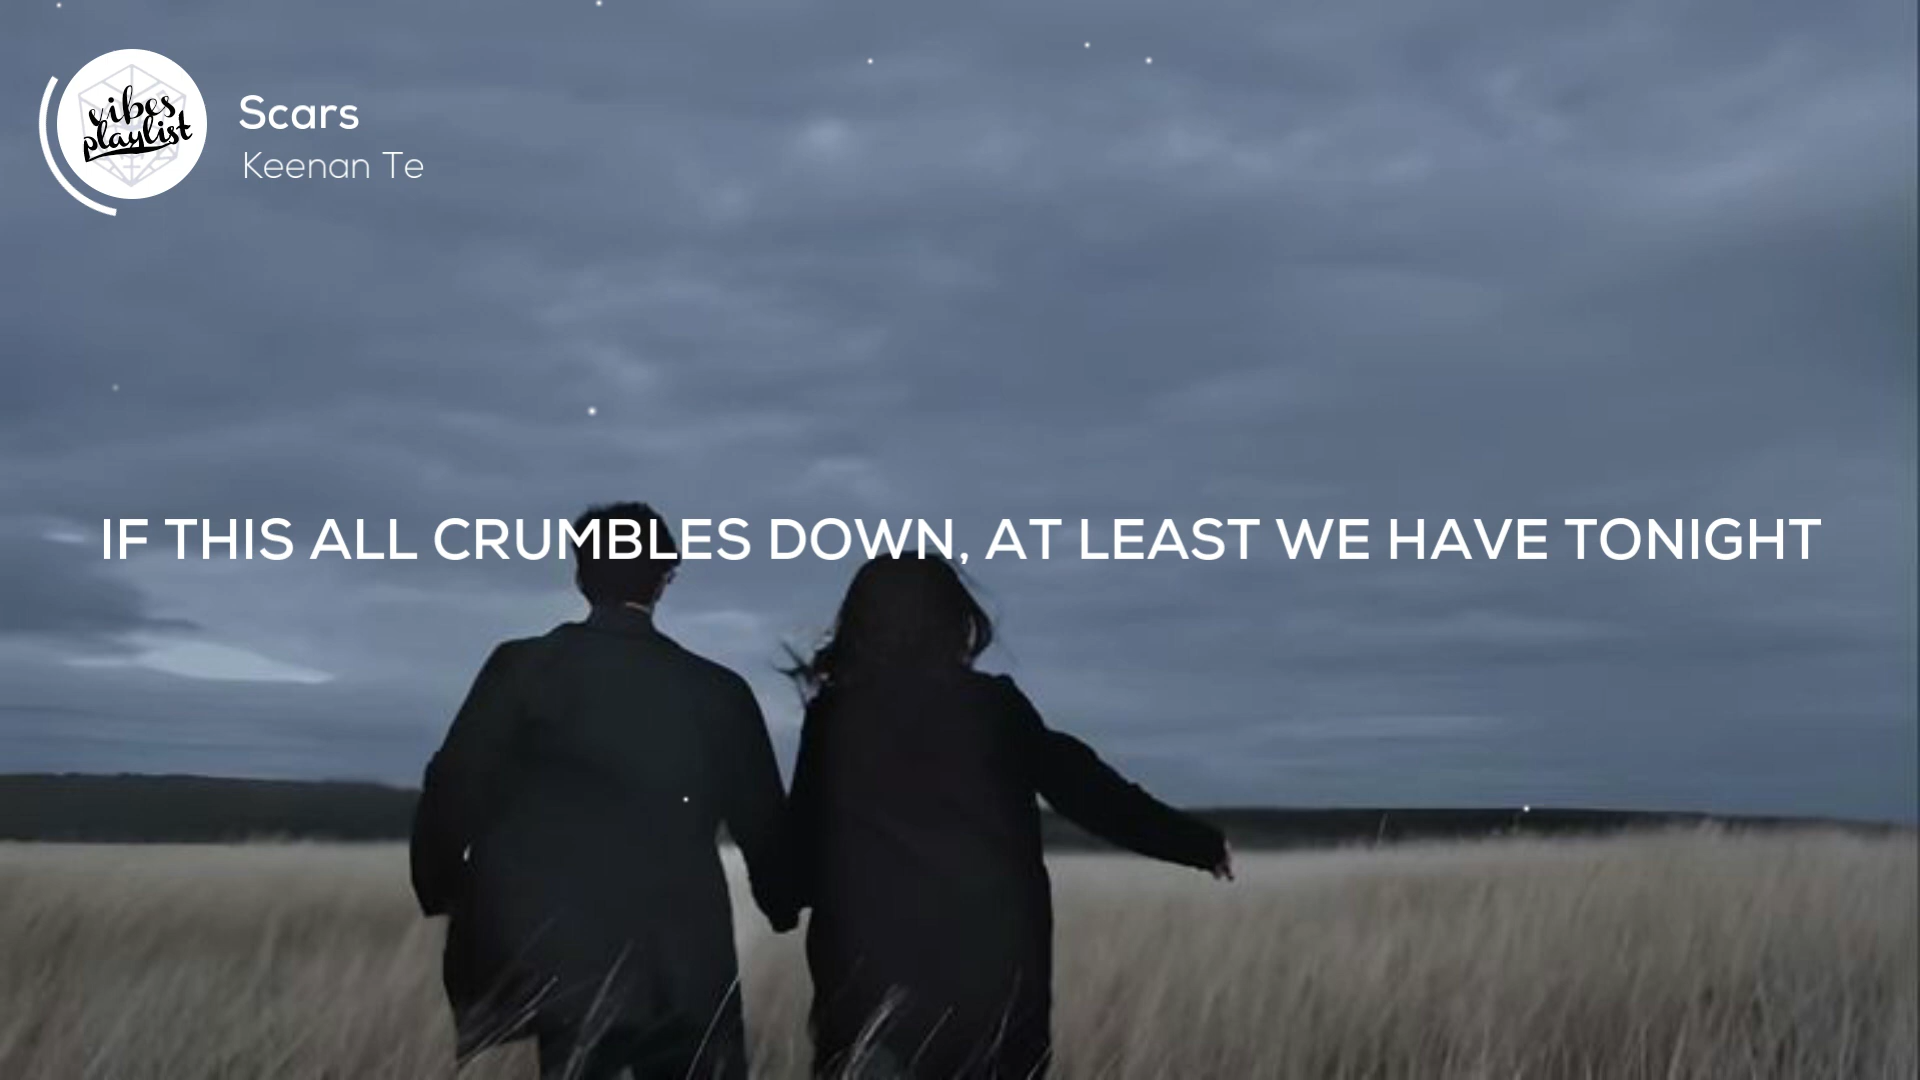 vibes
playlist
Scars
Keenan Te
IF THIS ALL CRUMBLES DOWN, AT LEAST WE HAVE TONIGHT